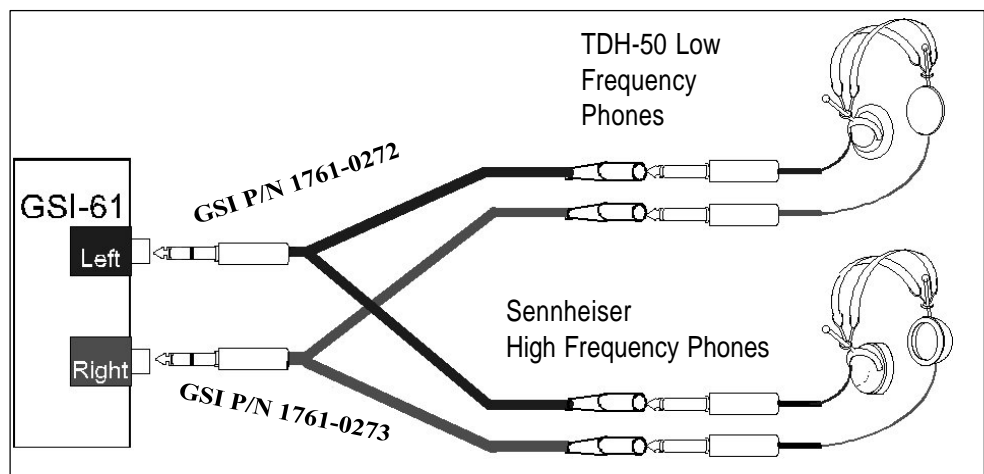 TDH-50 Low
Frequency
Phones
GSI P/N 1761-0272
GSI-61
Left
Sennheiser
High Frequency Phones
Right
GSI P/N 1761-0273